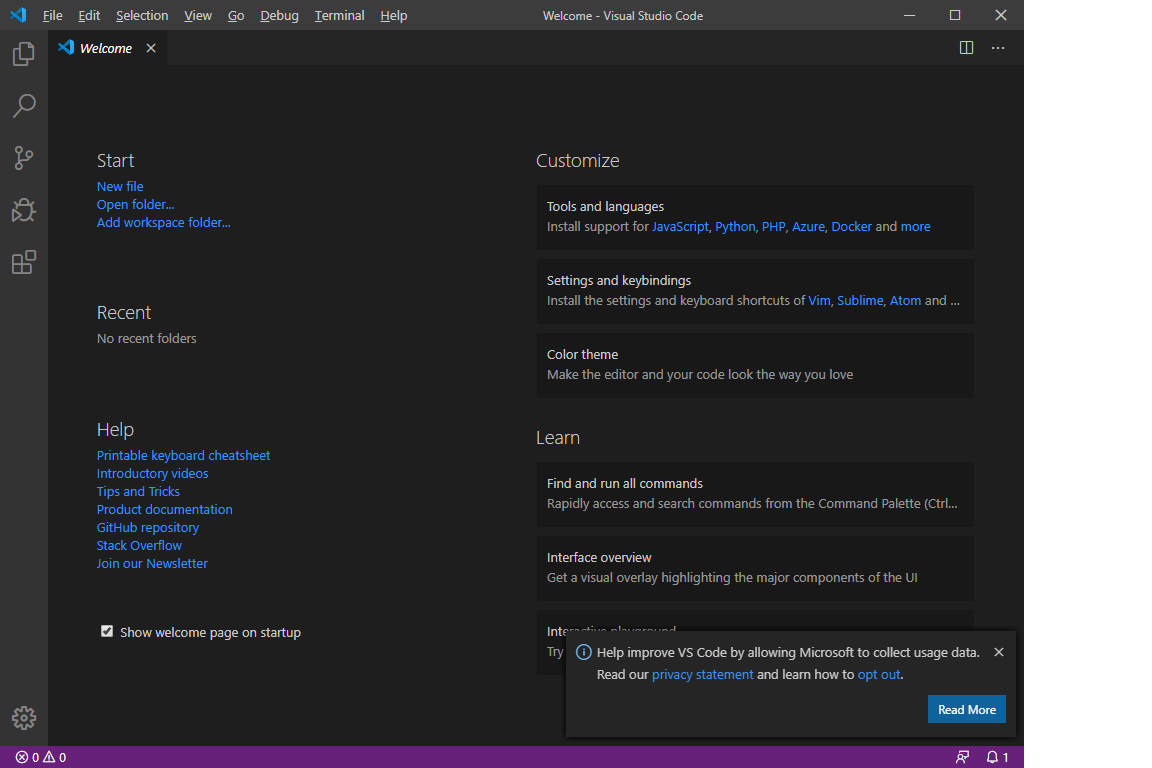 File Edit Selection View Go Debug Terminal Help Welcome - Visual Studio Code
Welcome
Start
New file
Open folder...
Add workspace folder...
Recent
No recent folders
Help
Printable keyboard cheatsheet
Introductory videos
Tips and Tricks
Product documentation
GitHub repository
Stack Overflow
Join our Newsletter
Show welcome page on startup
Customize
Tools and languages
Install support for JavaScript, Python, PHP, Azure, Docker and more
Settings and keybindings
Install the settings and keyboard shortcuts of Vim, Sublime, Atom and ...
Color theme
Make the editor and your code look the way you love
Learn
Find and run all commands
Rapidly access and search commands from the Command Palette (Ctrl...
Interface overview
Get a visual overlay highlighting the major components of the UI
Interactive playground
Try
Help improve VS Code by allowing Microsoft to collect usage data.
Read our privacy statement and learn how to opt out.
Read More
0 0 1